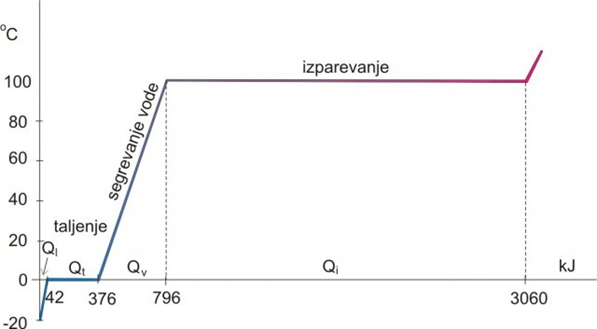 °C
izparevanje
100
segrevanje vode
80
60
40
taljenje
20
Ql
Qt
Qv
Qi
kJ
0
42
376
796
3060
-20